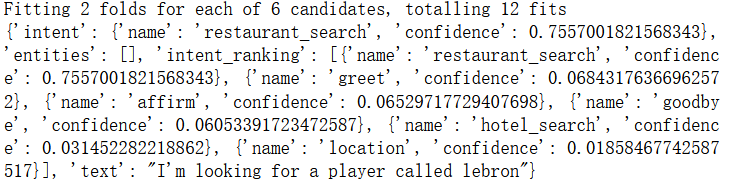 Fitting 2 folds for each of 6 candidates, totalling 12 fits
{'intent': {'name': 'restaurant_search', 'confidence': 0.7557001821568343},
'entities': [], 'intent_ranking': [{'name': 'restaurant_search', 'confidenc
e': 0.7557001821568343}, {'name': 'greet', 'confidence': 0.0684317636696257
2}, {'name': 'affirm', 'confidence': 0.06529717729407698}, {'name': 'goodby
e', 'confidence': 0.06053391723472587}, {'name': 'hotel_search', 'confidenc
e': 0.031452282218862}, {'name': 'location', 'confidence': 0.01858467742587
517}], 'text': "I'm looking for a player called lebron"}